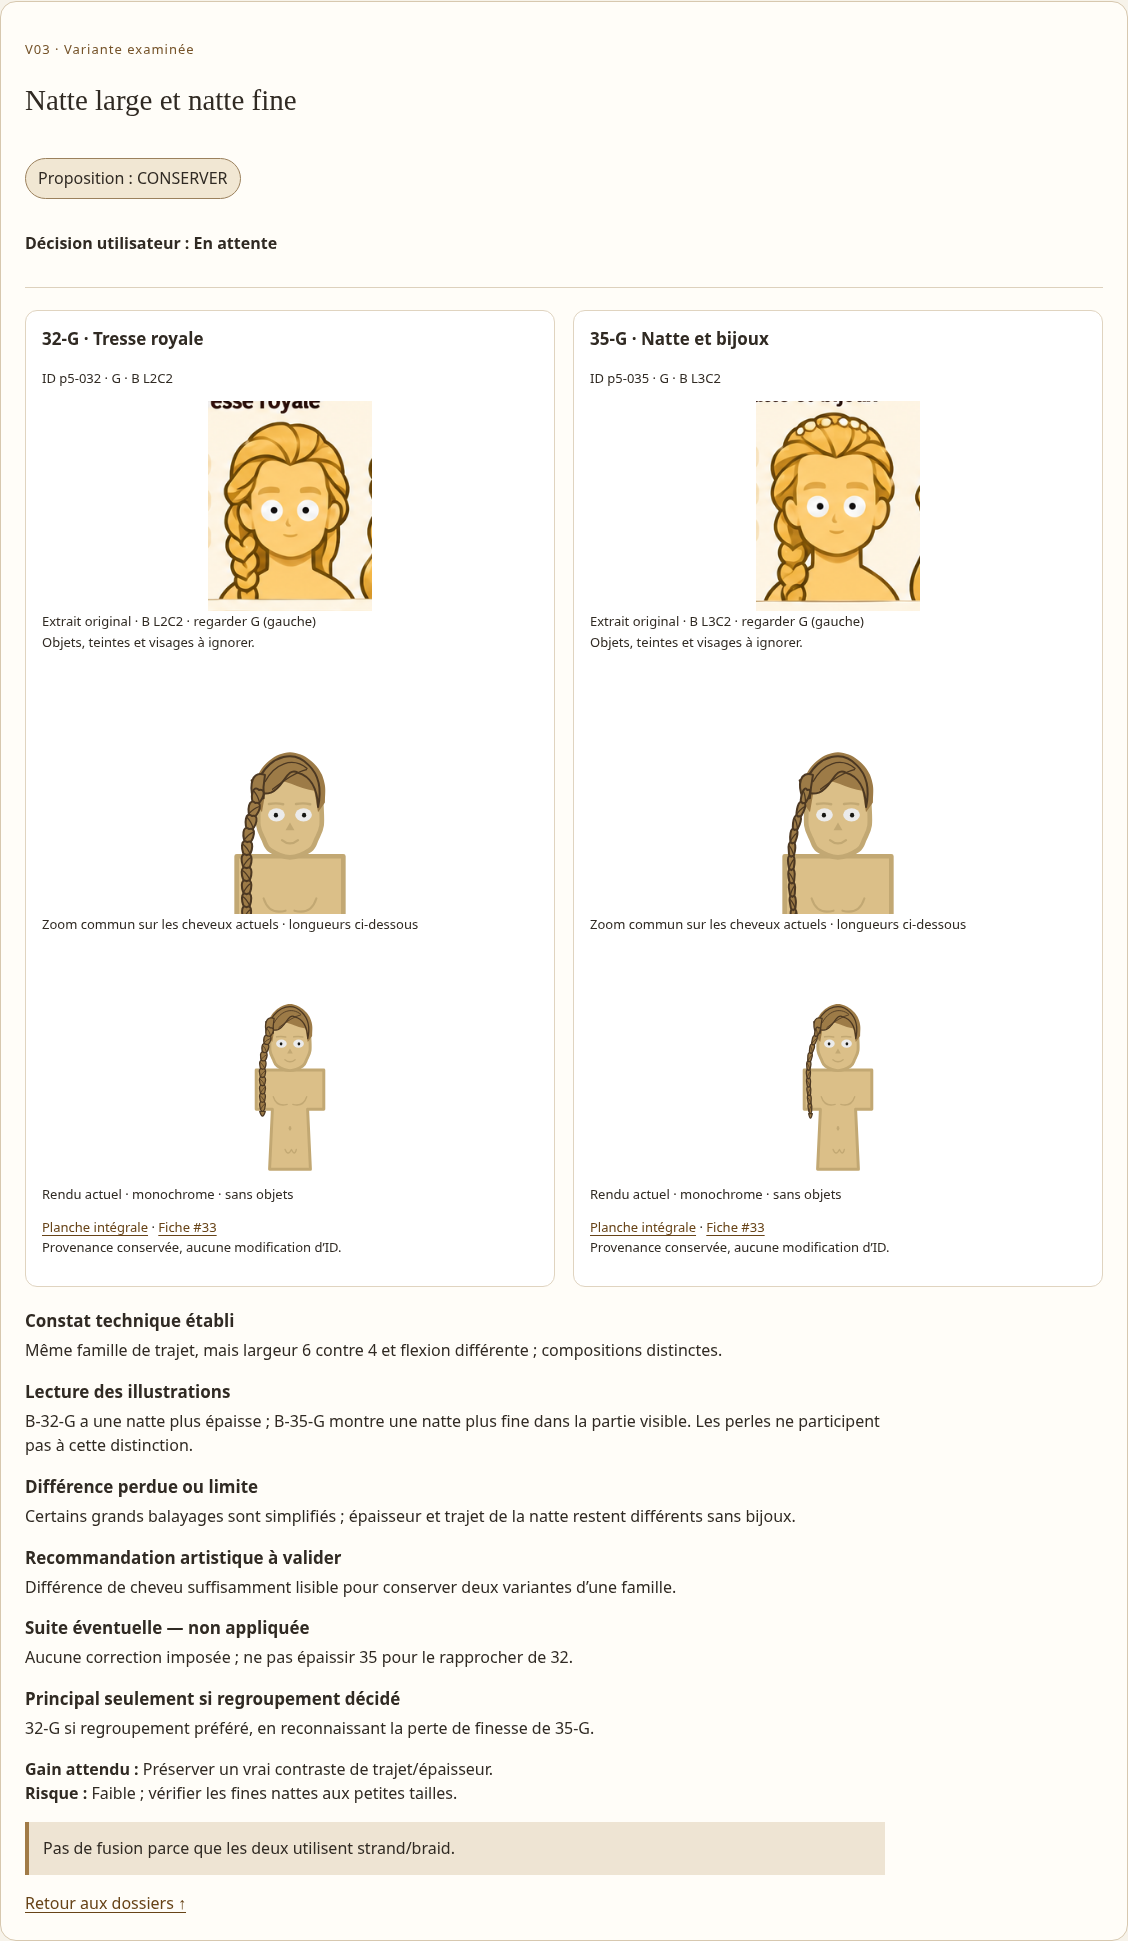 V03 · Variante examinée
Natte large et natte fine
Proposition : CONSERVER
Décision utilisateur : En attente
32-G · Tresse royale
ID p5-032 · G · B L2C2
esse royale
Extrait original · B L2C2 · regarder G (gauche)
Objets, teintes et visages à ignorer.
Zoom commun sur les cheveux actuels · longueurs ci-dessous
Rendu actuel · monochrome · sans objets
Planche intégrale · Fiche #33
Provenance conservée, aucune modification d’ID.
35-G · Natte et bijoux
ID p5-035 · G · B L3C2
Extrait original · B L3C2 · regarder G (gauche)
Objets, teintes et visages à ignorer.
Zoom commun sur les cheveux actuels · longueurs ci-dessous
Rendu actuel · monochrome · sans objets
Planche intégrale · Fiche #33
Provenance conservée, aucune modification d’ID.
Constat technique établi
Même famille de trajet, mais largeur 6 contre 4 et flexion différente ; compositions distinctes.
Lecture des illustrations
B-32-G a une natte plus épaisse ; B-35-G montre une natte plus fine dans la partie visible. Les perles ne participent
pas à cette distinction.
Différence perdue ou limite
Certains grands balayages sont simplifiés ; épaisseur et trajet de la natte restent différents sans bijoux.
Recommandation artistique à valider
Différence de cheveu suffisamment lisible pour conserver deux variantes d’une famille.
Suite éventuelle — non appliquée
Aucune correction imposée ; ne pas épaissir 35 pour le rapprocher de 32.
Principal seulement si regroupement décidé
32-G si regroupement préféré, en reconnaissant la perte de finesse de 35-G.
Gain attendu : Préserver un vrai contraste de trajet/épaisseur.
Risque : Faible ; vérifier les fines nattes aux petites tailles.
Pas de fusion parce que les deux utilisent strand/braid.
Retour aux dossiers ↑